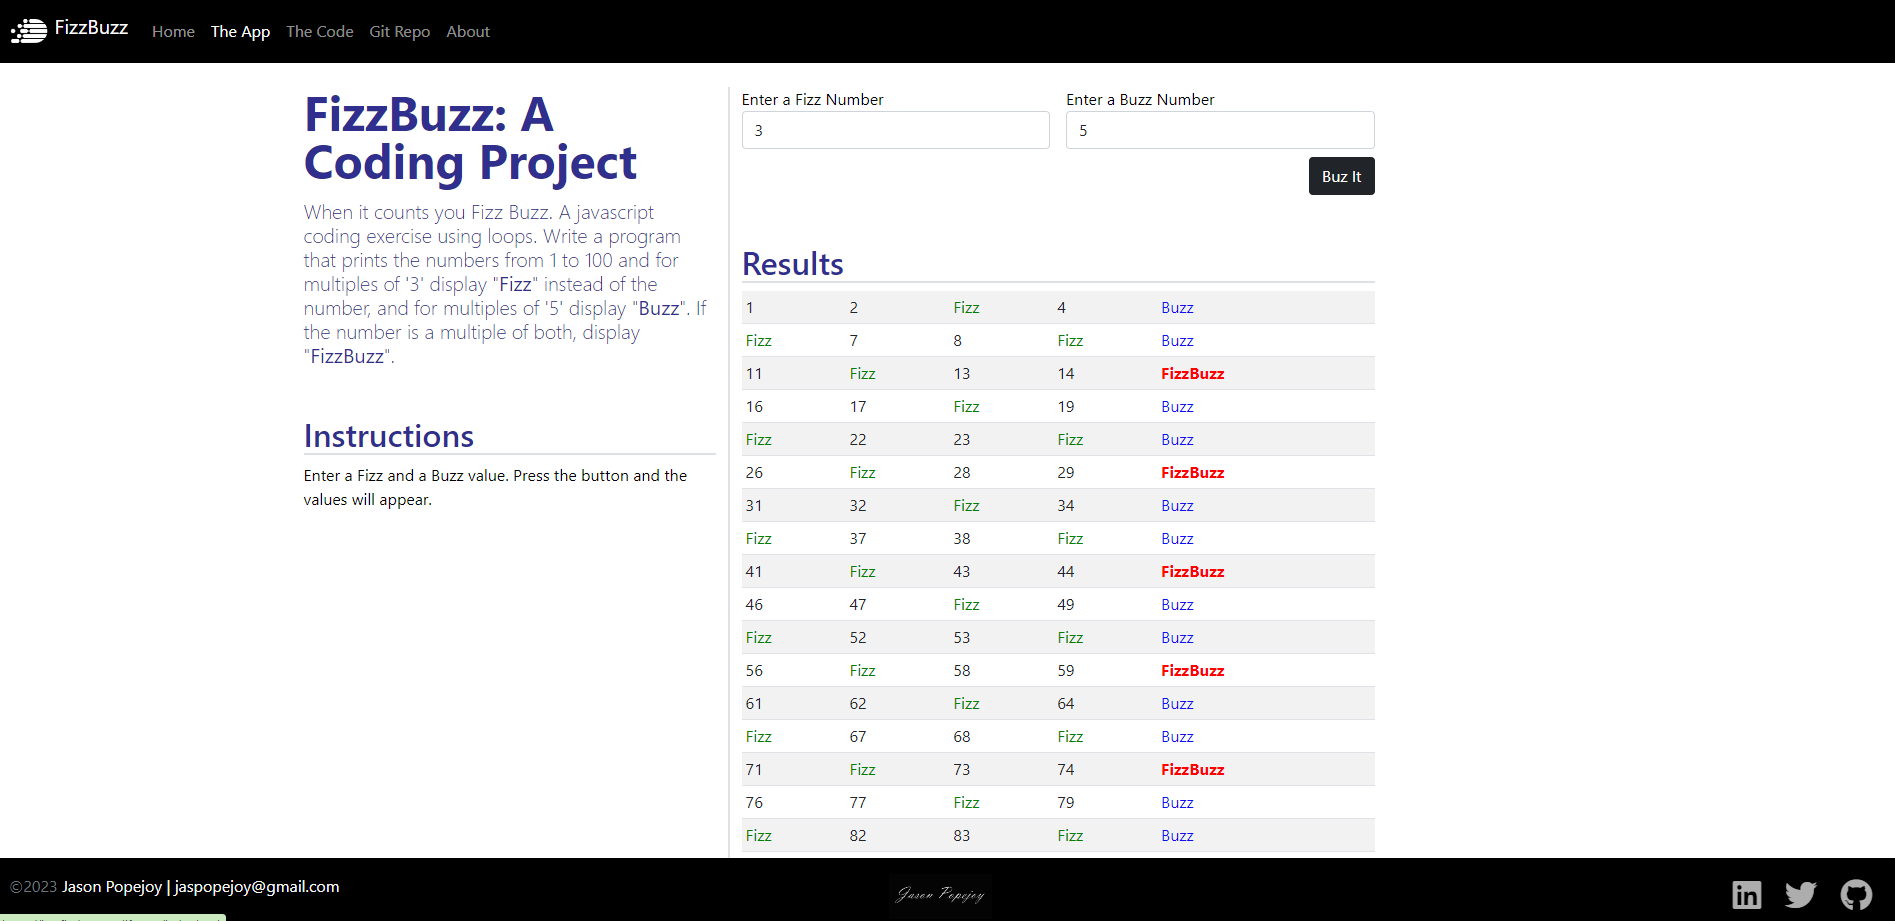 FizzBuzz Home The App The Code Git Repo About
FizzBuzz: A
Coding Project
When it counts you Fizz Buzz. A javascript
coding exercise using loops. Write a program
that prints the numbers from 1 to 100 and for
multiples of '3' display "Fizz" instead of the
number, and for multiples of '5' display "Buzz". If
the number is a multiple of both, display
"FizzBuzz".
Instructions
Enter a Fizz and a Buzz value. Press the button and the
values will appear.
Enter a Fizz Number Enter a Buzz Number
3 5
Buz It
Results
1 2 Fizz 4 Buzz
Fizz 7 8 Fizz Buzz
11 Fizz 13 14 FizzBuzz
16 17 Fizz 19 Buzz
Fizz 22 23 Fizz Buzz
26 Fizz 28 29 FizzBuzz
31 32 Fizz 34 Buzz
Fizz 37 38 Fizz Buzz
41 Fizz 43 44 FizzBuzz
46 47 Fizz 49 Buzz
Fizz 52 53 Fizz Buzz
56 Fizz 58 59 FizzBuzz
61 62 Fizz 64 Buzz
Fizz 67 68 Fizz Buzz
71 Fizz 73 74 FizzBuzz
76 77 Fizz 79 Buzz
Fizz 82 83 Fizz Buzz
©2023 Jason Popejoy | jaspopejoy@gmail.com
Jason Popejoy
in